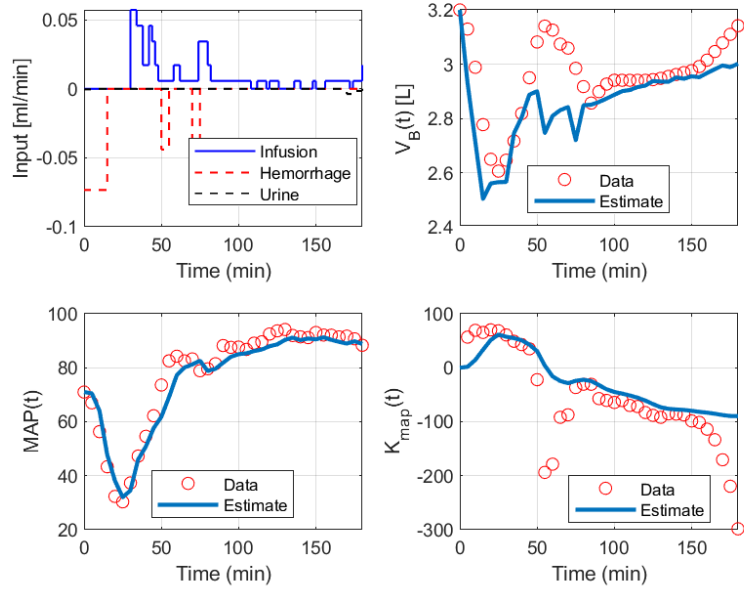 0.05
0
-0.05
-0.1
Input [ml/min]
0 50 100 150
Time (min)
Infusion
Hemorrhage
Urine
3.2
3
2.8
2.6
2.4
V_B(t) [L]
0 50 100 150
Time (min)
Data
Estimate
100
80
60
40
20
MAP(t)
0 50 100 150
Time (min)
Data
Estimate
100
0
-100
-200
-300
K_map(t)
0 50 100 150
Time (min)
Data
Estimate